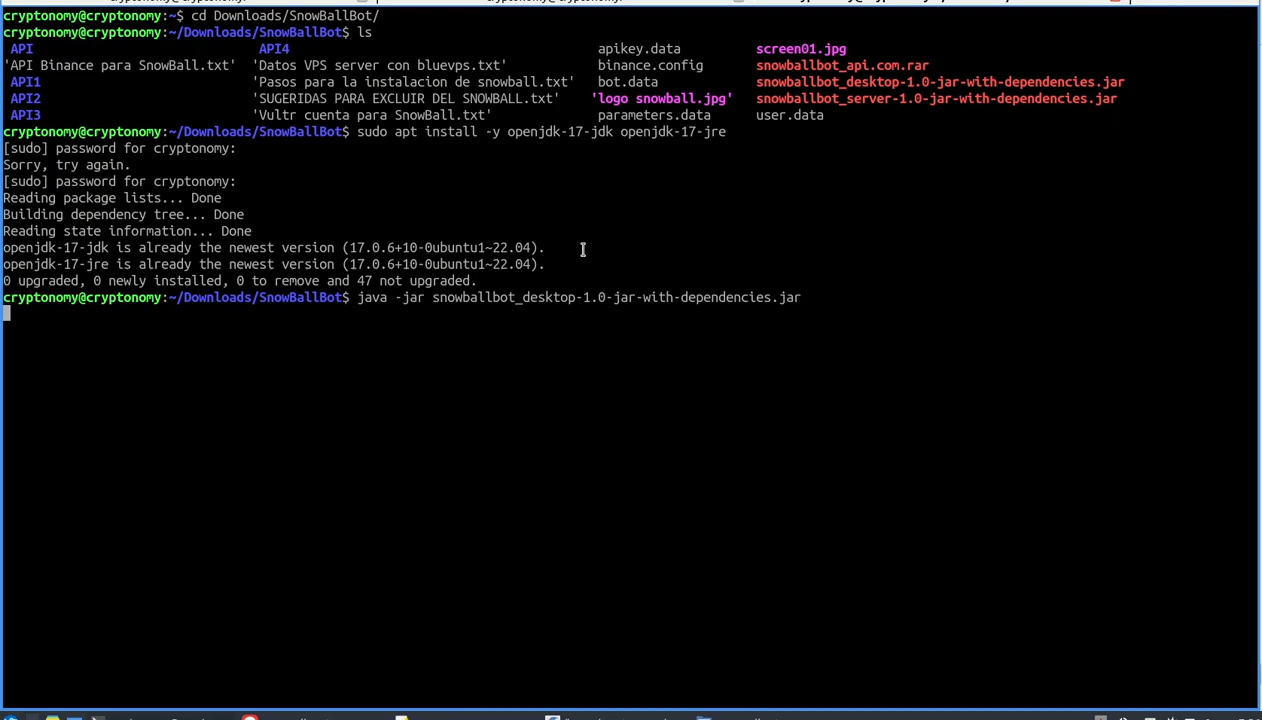 cryptonomy@cryptonomy:~$ cd Downloads/SnowBallBot/
cryptonomy@cryptonomy:~/Downloads/SnowBallBot$ ls
API API4 apikey.data screen01.jpg
'API Binance para SnowBall.txt' 'Datos VPS server con bluevps.txt' binance.config snowballbot_api.com.rar
API1 'Pasos para la instalacion de snowball.txt' bot.data snowballbot_desktop-1.0-jar-with-dependencies.jar
API2 'SUGERIDAS PARA EXCLUIR DEL SNOWBALL.txt' 'logo snowball.jpg' snowballbot_server-1.0-jar-with-dependencies.jar
API3 'Vultr cuenta para SnowBall.txt' parameters.data user.data
cryptonomy@cryptonomy:~/Downloads/SnowBallBot$ sudo apt install -y openjdk-17-jdk openjdk-17-jre
[sudo] password for cryptonomy:
Sorry, try again.
[sudo] password for cryptonomy:
Reading package lists... Done
Building dependency tree... Done
Reading state information... Done
openjdk-17-jdk is already the newest version (17.0.6+10-0ubuntu1~22.04).
openjdk-17-jre is already the newest version (17.0.6+10-0ubuntu1~22.04).
0 upgraded, 0 newly installed, 0 to remove and 47 not upgraded.
cryptonomy@cryptonomy:~/Downloads/SnowBallBot$ java -jar snowballbot_desktop-1.0-jar-with-dependencies.jar